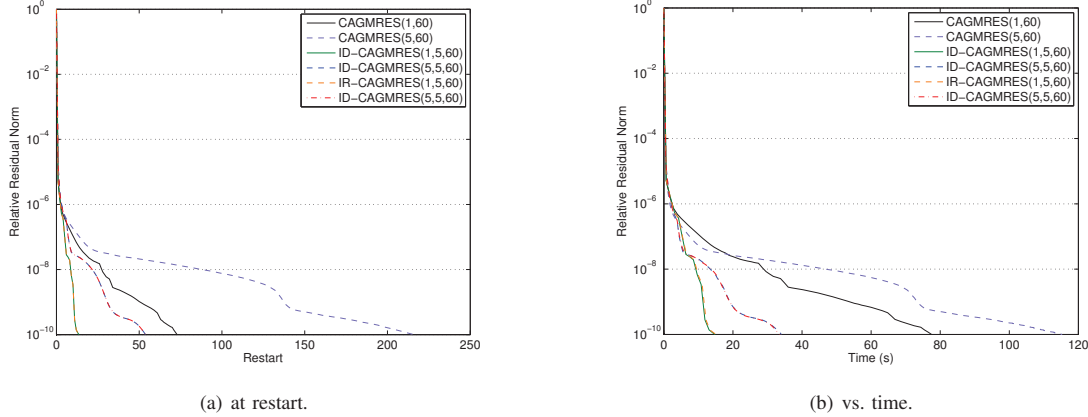 10^0
10^-2
10^-4
10^-6
10^-8
10^-10
Relative Residual Norm
0 50 100 150 200 250
Restart
CAGMRES(1,60)
CAGMRES(5,60)
ID-CAGMRES(1,5,60)
ID-CAGMRES(5,5,60)
IR-CAGMRES(1,5,60)
ID-CAGMRES(5,5,60)
(a) at restart.
10^0
10^-2
10^-4
10^-6
10^-8
10^-10
Relative Residual Norm
0 20 40 60 80 100 120
Time (s)
CAGMRES(1,60)
CAGMRES(5,60)
ID-CAGMRES(1,5,60)
ID-CAGMRES(5,5,60)
IR-CAGMRES(1,5,60)
ID-CAGMRES(5,5,60)
(b) vs. time.